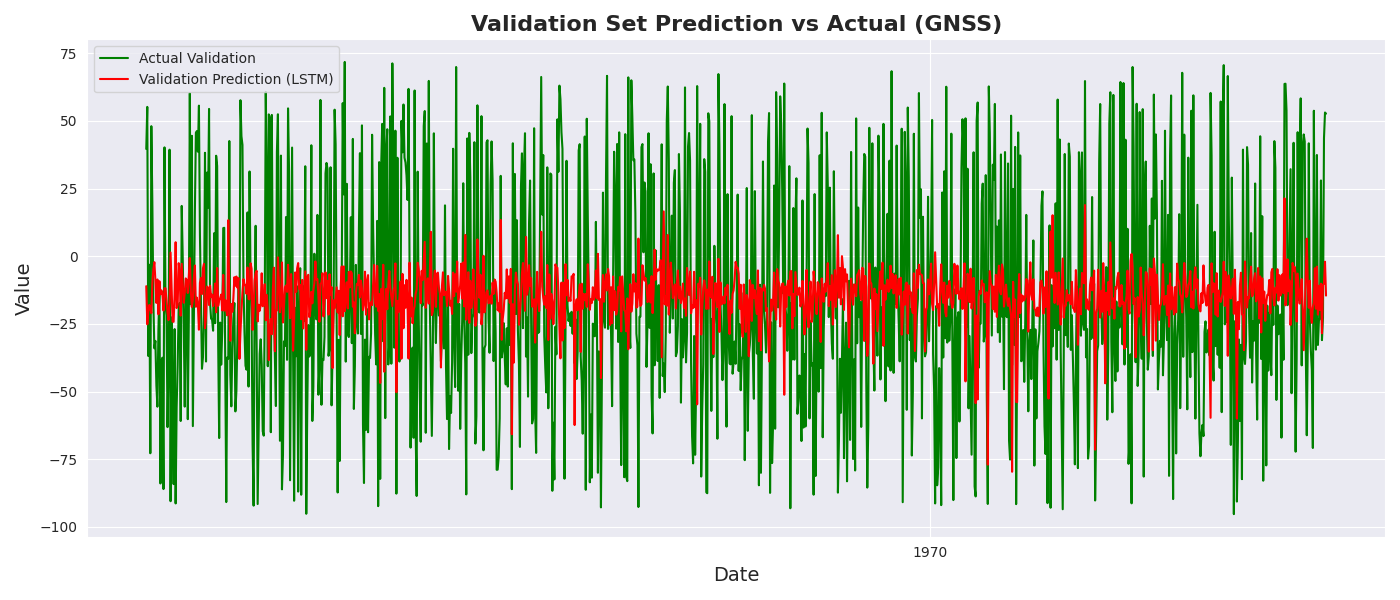 Validation Set Prediction vs Actual (GNSS)
Actual Validation
Validation Prediction (LSTM)
75
50
25
0
−25
−50
−75
−100
Value
1970
Date